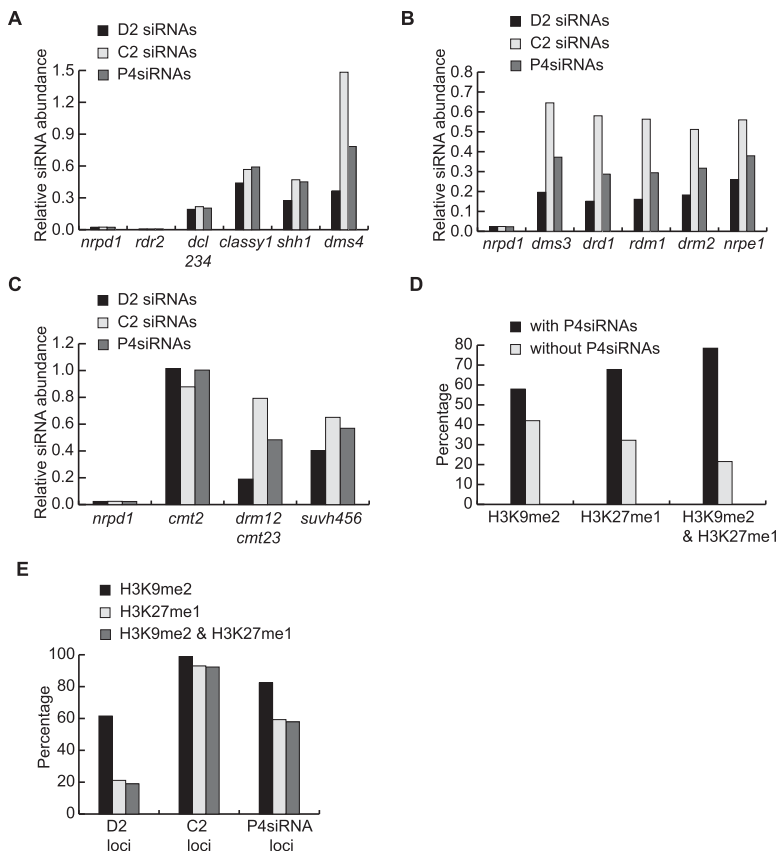 A
D2 siRNAs
C2 siRNAs
P4siRNAs
Relative siRNA abundance
1.5
1.2
0.9
0.6
0.3
0.0
nrpd1 rdr2 dcl classy1 shh1 dms4
234
B
D2 siRNAs
C2 siRNAs
P4siRNAs
Relative siRNA abundance
0.8
0.7
0.6
0.5
0.4
0.3
0.2
0.1
0.0
nrpd1 dms3 drd1 rdm1 drm2 nrpe1
C
D2 siRNAs
C2 siRNAs
P4siRNAs
Relative siRNA abundance
1.2
1.0
0.8
0.6
0.4
0.2
0.0
nrpd1 cmt2 drm12 suvh456
cmt23
D
with P4siRNAs
without P4siRNAs
Percentage
80
70
60
50
40
30
20
10
0
H3K9me2 H3K27me1 H3K9me2
& H3K27me1
E
H3K9me2
H3K27me1
H3K9me2 & H3K27me1
Percentage
100
80
60
40
20
0
D2 C2 P4siRNA
loci loci loci